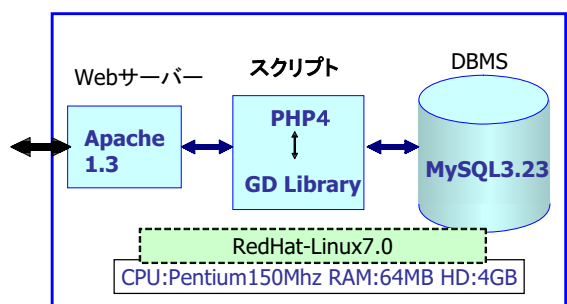 Webサーバー
スクリプト
DBMS
Apache
1.3
PHP4
GD Library
MySQL3.23
RedHat-Linux7.0
CPU:Pentium150Mhz RAM:64MB HD:4GB